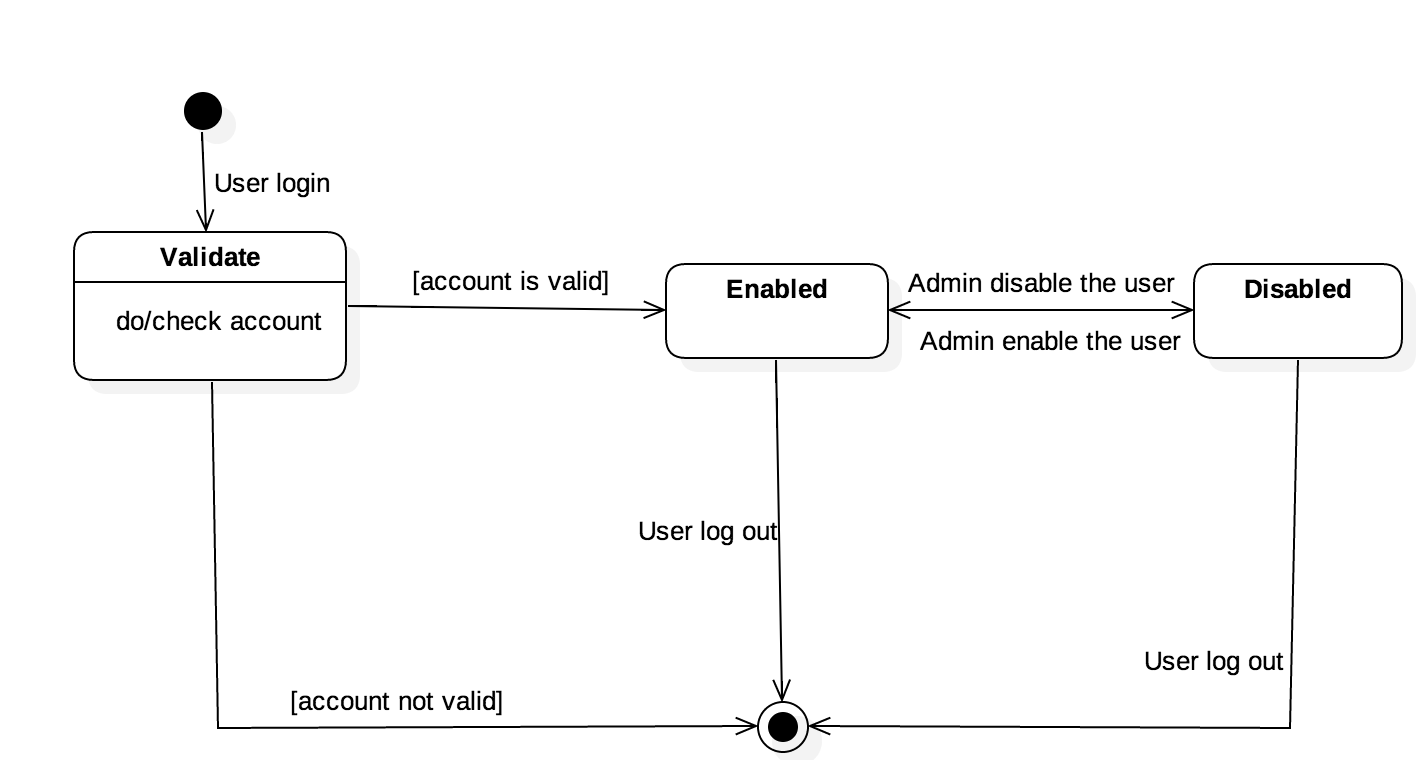 User login
Validate
do/check account
[account is valid]
Enabled
Admin disable the user
Admin enable the user
Disabled
User log out
User log out
[account not valid]